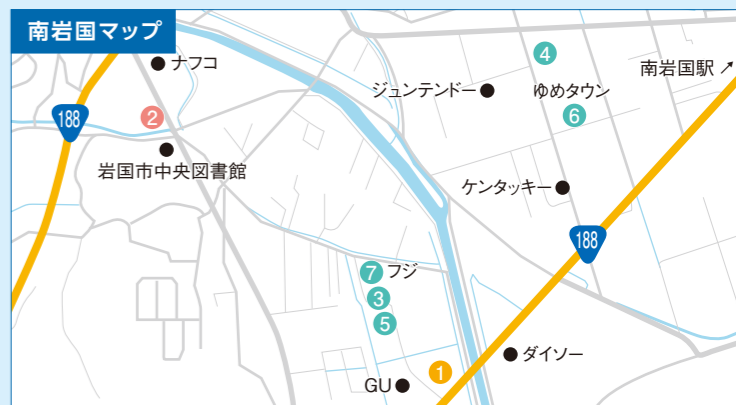 南岩国マップ
ナフコ
4
南岩国駅↗
ジュンテンドー
ゆめタウン
188
2
6
岩国市中央図書館
ケンタッキー
188
7 フジ
3
5
ダイソー
1
GU